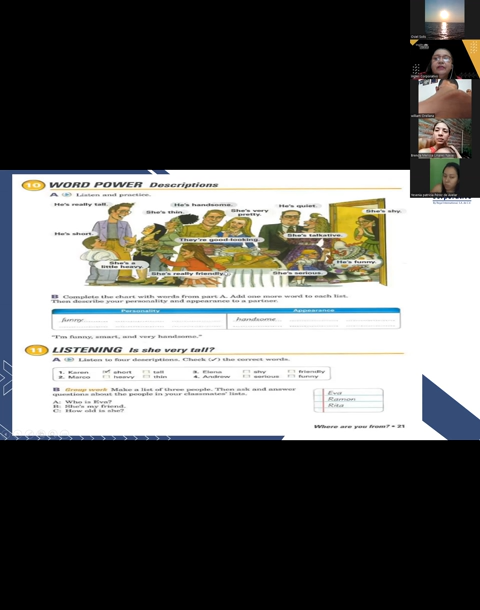 10 WORD POWER Descriptions
A Listen and practice.
He's really tall.
He's handsome.
He's quiet.
She's thin.
She's very pretty.
She's shy.
He's short.
They're good-looking.
She's talkative.
She's a little heavy.
He's funny.
She's really friendly.
She's serious.
B Complete the chart with words from part A. Add one more word to each list.
Then describe your personality and appearance to a partner.
Personality Appearance
funny handsome
"I'm funny, smart, and very handsome."
11 LISTENING Is she very tall?
A Listen to four descriptions. Check (✓) the correct words.
1. Karen ✓ short tall 3. Elena shy friendly
2. Marco heavy thin 4. Andrew serious funny
B Group work Make a list of three people. Then ask and answer
questions about the people in your classmates' lists.
A: Who is Eva?
B: She's my friend.
C: How old is she?
Eva
Ramon
Rita
Where are you from? • 21